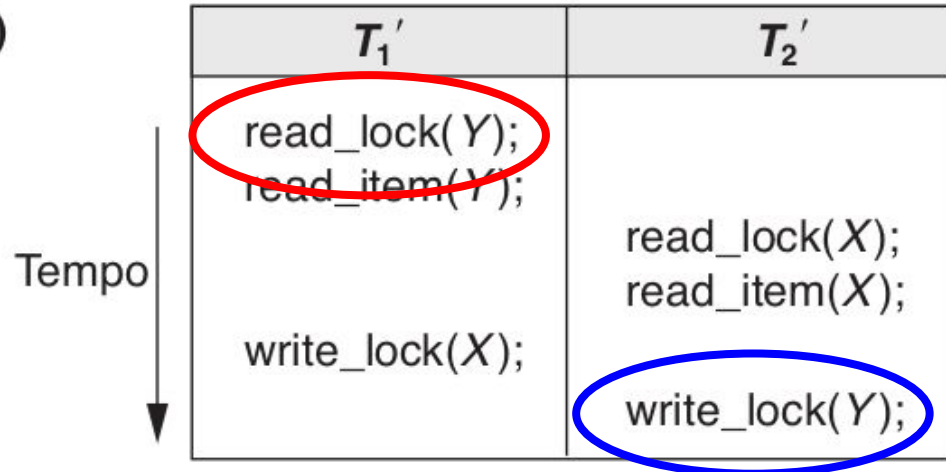 )
T₁′ T₂′
read_lock(Y);
read_item(Y);
read_lock(X);
Tempo
read_item(X);
write_lock(X);
write_lock(Y);